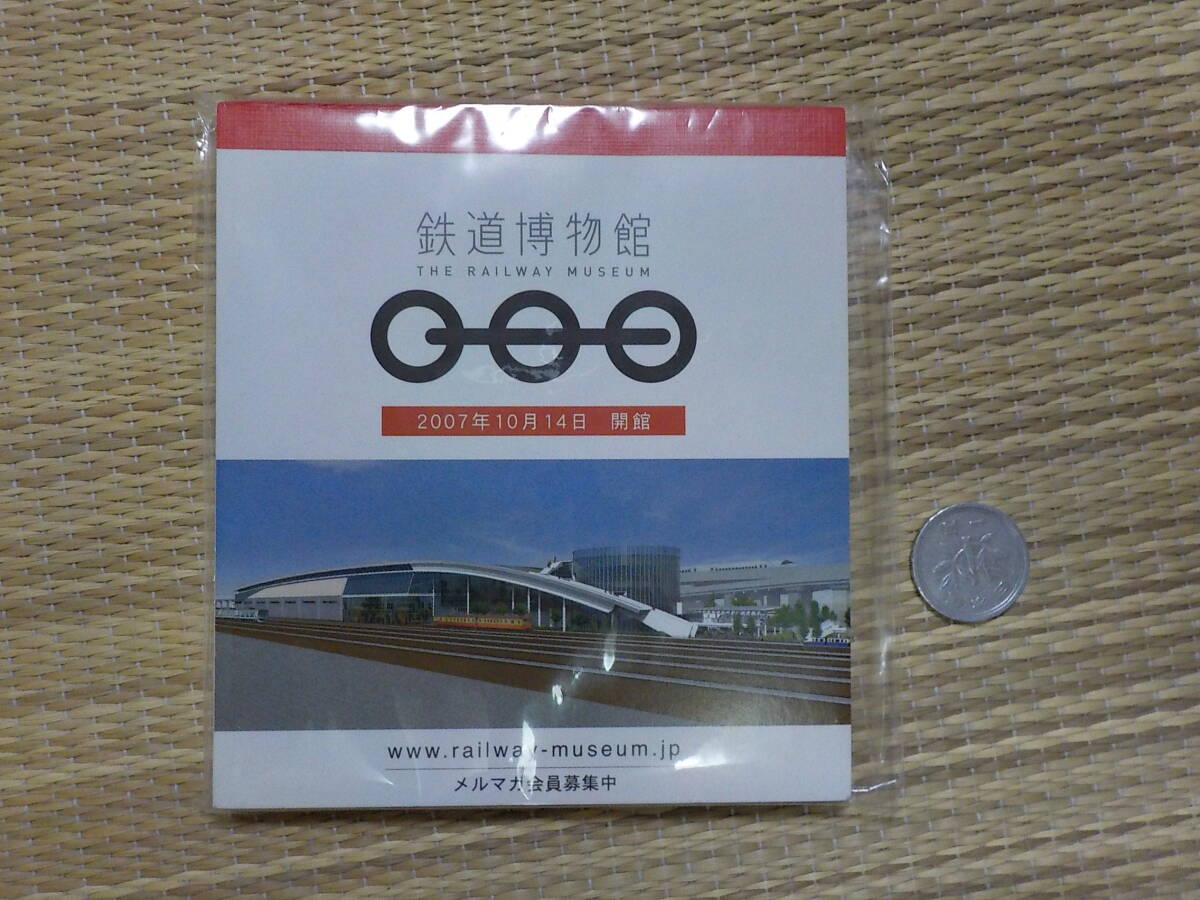 鉄道博物館
THE RAILWAY MUSEUM
2007年10月14日 開館
www.railway-museum.jp
メルマガ会員募集中